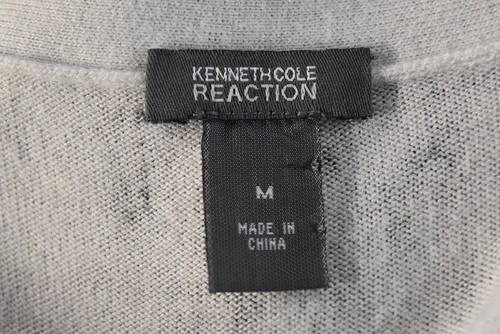 KENNETH COLE
REACTION
M
MADE IN
CHINA